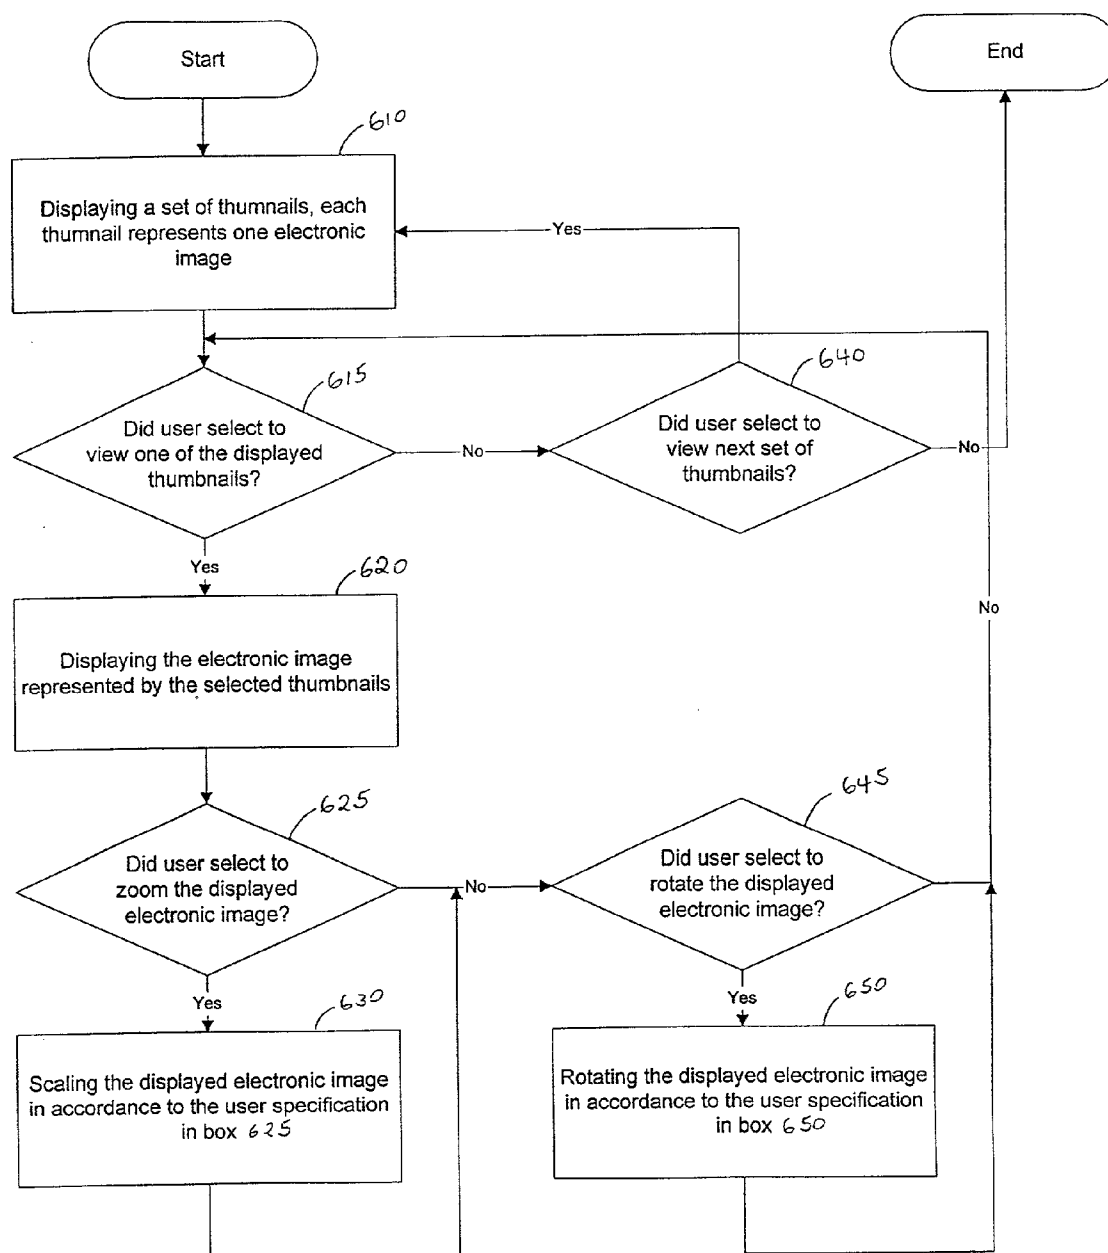 Start
End
610
Displaying a set of thumnails, each
thumnail represents one electronic
image
Yes
615
640
Did user select to
view one of the displayed
thumbnails?
No
Did user select to
view next set of
thumbnails?
No
Yes
620
No
Displaying the electronic image
represented by the selected thumbnails
625
645
Did user select to
zoom the displayed
electronic image?
No
Did user select to
rotate the displayed
electronic image?
Yes
Yes
630
650
Scaling the displayed electronic image
in accordance to the user specification
in box 625
Rotating the displayed electronic image
in accordance to the user specification
in box 650